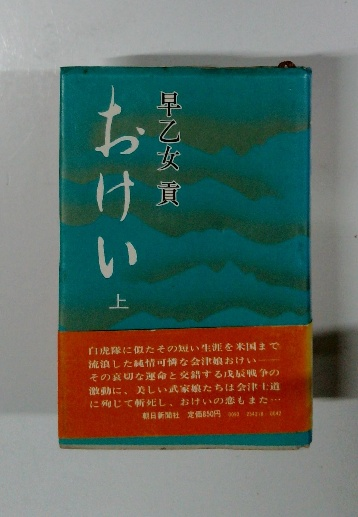 おけい
上
早乙女 貢
白虎隊に似たその短い生涯を米国まで
流浪した純情可憐な会津娘おけい——
その哀切な運命と交錯する戊辰戦争の
激動に、美しい武家娘たちは会津士道
に殉じて斬死し、おけいの恋もまた…
朝日新聞社 定価850円